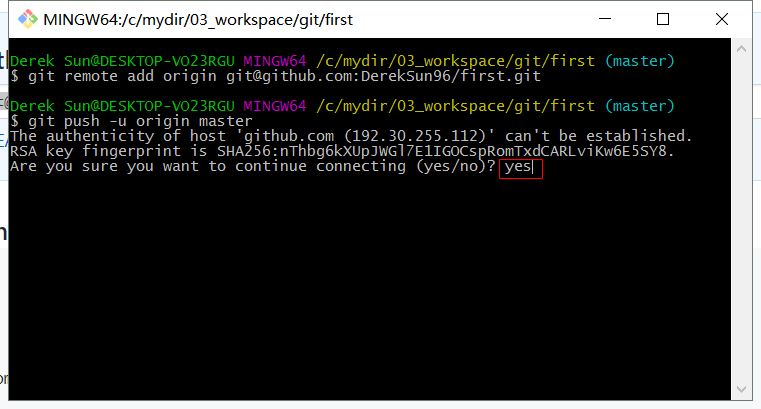 MINGW64:/c/mydir/03_workspace/git/first
Derek Sun@DESKTOP-VO23RGU MINGW64 /c/mydir/03_workspace/git/first (master)
$ git remote add origin git@github.com:DerekSun96/first.git
Derek Sun@DESKTOP-VO23RGU MINGW64 /c/mydir/03_workspace/git/first (master)
$ git push -u origin master
The authenticity of host 'github.com (192.30.255.112)' can't be established.
RSA key fingerprint is SHA256:nThbg6kXUpJWGl7E1IGOCspRomTxdCARLviKw6E5SY8.
Are you sure you want to continue connecting (yes/no)? yes